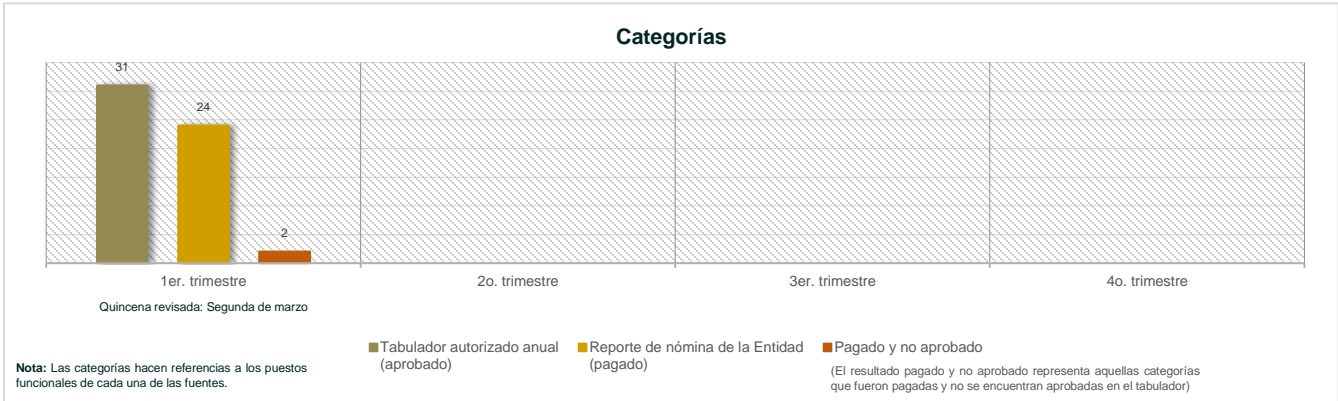 Categorías
31
24
2
1er. trimestre
2o. trimestre
3er. trimestre
4o. trimestre
Quincena revisada: Segunda de marzo
Tabulador autorizado anual
(aprobado)
Reporte de nómina de la Entidad
(pagado)
Pagado y no aprobado
(El resultado pagado y no aprobado representa aquellas categorías
que fueron pagadas y no se encuentran aprobadas en el tabulador)
Nota: Las categorías hacen referencias a los puestos
funcionales de cada una de las fuentes.